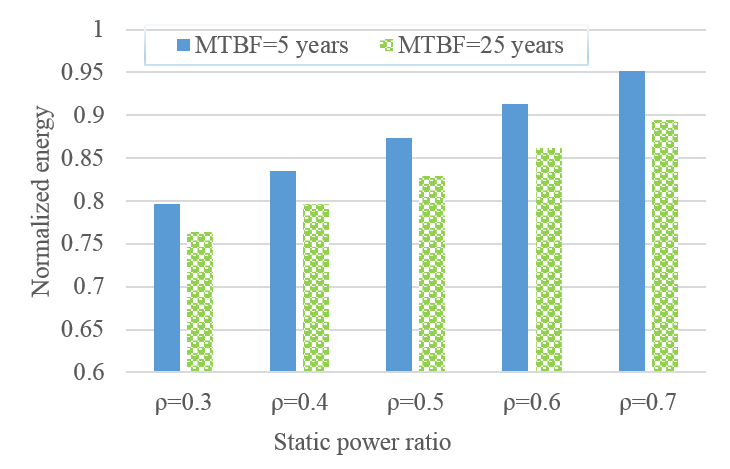 1
MTBF=5 years MTBF=25 years
0.95
0.9
0.85
0.8
0.75
0.7
0.65
0.6
Normalized energy
ρ=0.3 ρ=0.4 ρ=0.5 ρ=0.6 ρ=0.7
Static power ratio